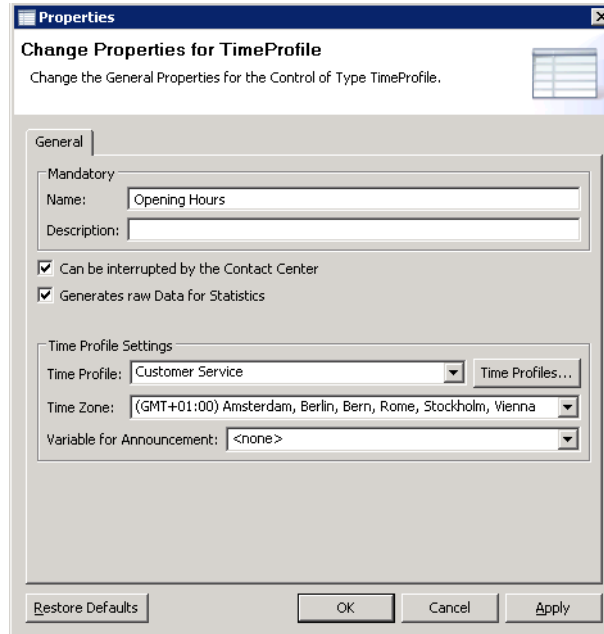 Properties
Change Properties for TimeProfile
Change the General Properties for the Control of Type TimeProfile.
General
Mandatory
Name: Opening Hours
Description:
Can be interrupted by the Contact Center
Generates raw Data for Statistics
Time Profile Settings
Time Profile: Customer Service Time Profiles...
Time Zone: (GMT+01:00) Amsterdam, Berlin, Bern, Rome, Stockholm, Vienna
Variable for Announcement: <none>
Restore Defaults OK Cancel Apply